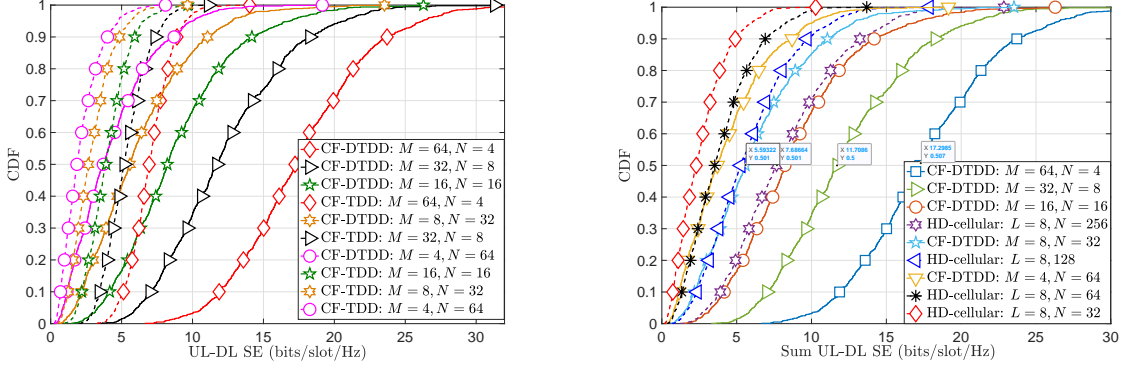 1
0.9
0.8
0.7
0.6
0.5
0.4
0.3
0.2
0.1
0
CDF
0 5 10 15 20 25 30
UL-DL SE (bits/slot/Hz)
CF-DTDD: M = 64, N = 4
CF-DTDD: M = 32, N = 8
CF-DTDD: M = 16, N = 16
CF-TDD: M = 64, N = 4
CF-DTDD: M = 8, N = 32
CF-TDD: M = 32, N = 8
CF-DTDD: M = 4, N = 64
CF-TDD: M = 16, N = 16
CF-TDD: M = 8, N = 32
CF-TDD: M = 4, N = 64
1
0.9
0.8
0.7
0.6
0.5
0.4
0.3
0.2
0.1
0
CDF
0 5 10 15 20 25 30
Sum UL-DL SE (bits/slot/Hz)
X 5.59322
Y 0.501
X 7.68664
Y 0.501
X 11.7086
Y 0.5
X 17.2985
Y 0.507
CF-DTDD: M = 64, N = 4
CF-DTDD: M = 32, N = 8
CF-DTDD: M = 16, N = 16
HD-cellular: L = 8, N = 256
CF-DTDD: M = 8, N = 32
HD-cellular: L = 8, 128
CF-DTDD: M = 4, N = 64
HD-cellular: L = 8, N = 64
HD-cellular: L = 8, N = 32